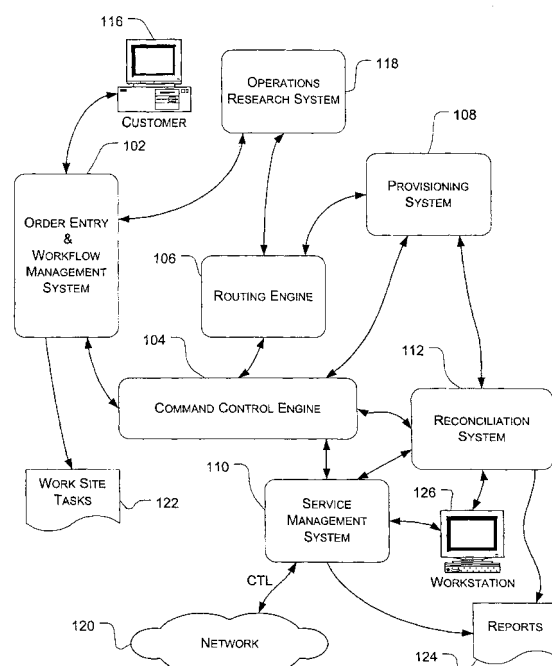 116
CUSTOMER
OPERATIONS
RESEARCH SYSTEM
118
102
108
PROVISIONING
SYSTEM
ORDER ENTRY
&
WORKFLOW
MANAGEMENT
SYSTEM
106
ROUTING ENGINE
104
COMMAND CONTROL ENGINE
112
RECONCILIATION
SYSTEM
WORK SITE
TASKS
122
110
SERVICE
MANAGEMENT
SYSTEM
126
WORKSTATION
CTL
120
NETWORK
REPORTS
124